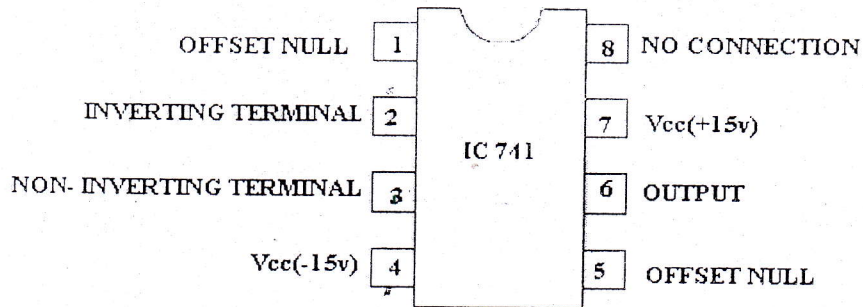 OFFSET NULL 1
8 NO CONNECTION
INVERTING TERMINAL 2
7 Vcc(+15v)
IC 741
NON- INVERTING TERMINAL 3
6 OUTPUT
Vcc(-15v) 4
5 OFFSET NULL